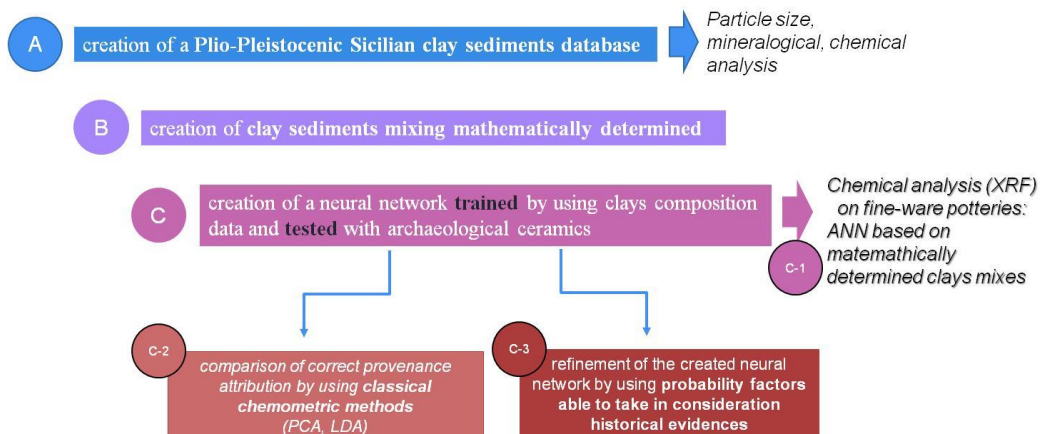 A
creation of a Plio-Pleistocenic Sicilian clay sediments database
Particle size,
mineralogical, chemical
analysis
B
creation of clay sediments mixing mathematically determined
C
creation of a neural network trained by using clays composition
data and tested with archaeological ceramics
Chemical analysis (XRF)
on fine-ware potteries:
ANN based on
matemathically
determined clays mixes
C-1
C-2
comparison of correct provenance
attribution by using classical
chemometric methods
(PCA, LDA)
C-3
refinement of the created neural
network by using probability factors
able to take in consideration
historical evidences